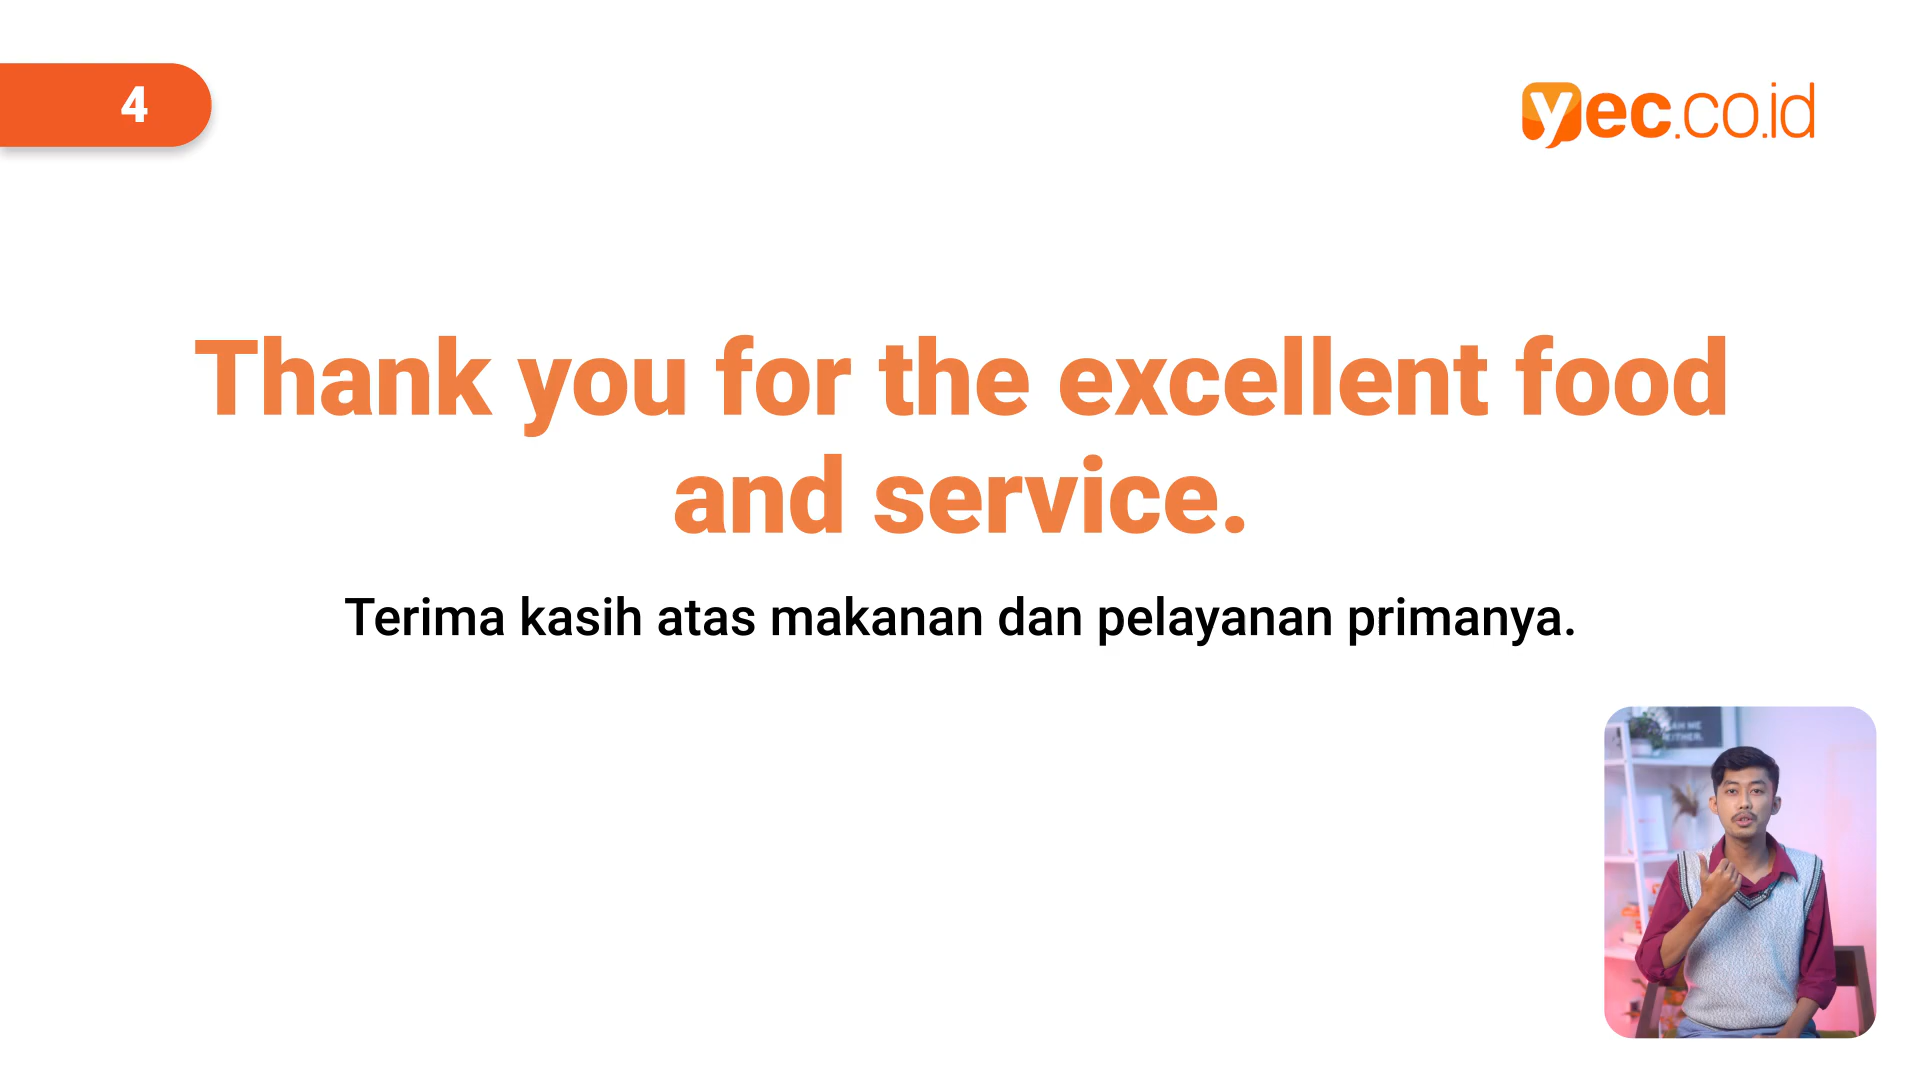 4
yec.co.id
Thank you for the excellent food
and service.
Terima kasih atas makanan dan pelayanan primanya.